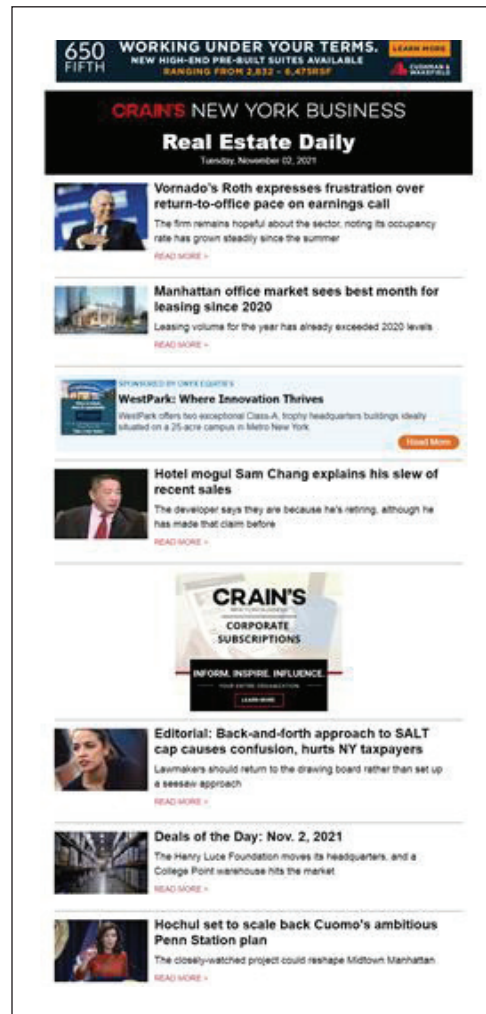 650
FIFTH
WORKING UNDER YOUR TERMS.
NEW HIGH-END PRE-BUILT SUITES AVAILABLE
RANGING FROM 2,832 - 6,475RSF
LEARN MORE
CUSHMAN &
WAKEFIELD
CRAIN'S NEW YORK BUSINESS
Real Estate Daily
Tuesday, November 02, 2021
Vornado's Roth expresses frustration over
return-to-office pace on earnings call
The firm remains hopeful about the sector, noting its occupancy
rate has grown steadily since the summer
READ MORE >
Manhattan office market sees best month for
leasing since 2020
Leasing volume for the year has already exceeded 2020 levels
READ MORE >
SPONSORED BY ONYX EQUITIES
WestPark: Where Innovation Thrives
WestPark offers two exceptional Class-A, trophy headquarters buildings ideally
situated on a 25-acre campus in Metro New York
Read More
Hotel mogul Sam Chang explains his slew of
recent sales
The developer says they are because he's retiring, although he
has made that claim before
READ MORE >
CRAIN'S
NEW YORK BUSINESS
CORPORATE
SUBSCRIPTIONS
INFORM. INSPIRE. INFLUENCE.
YOUR ENTIRE ORGANIZATION
LEARN MORE
Editorial: Back-and-forth approach to SALT
cap causes confusion, hurts NY taxpayers
Lawmakers should return to the drawing board rather than set up
a seesaw approach
READ MORE >
Deals of the Day: Nov. 2, 2021
The Henry Luce Foundation moves its headquarters, and a
College Point warehouse hits the market
READ MORE >
Hochul set to scale back Cuomo's ambitious
Penn Station plan
The closely-watched project could reshape Midtown Manhattan
READ MORE >